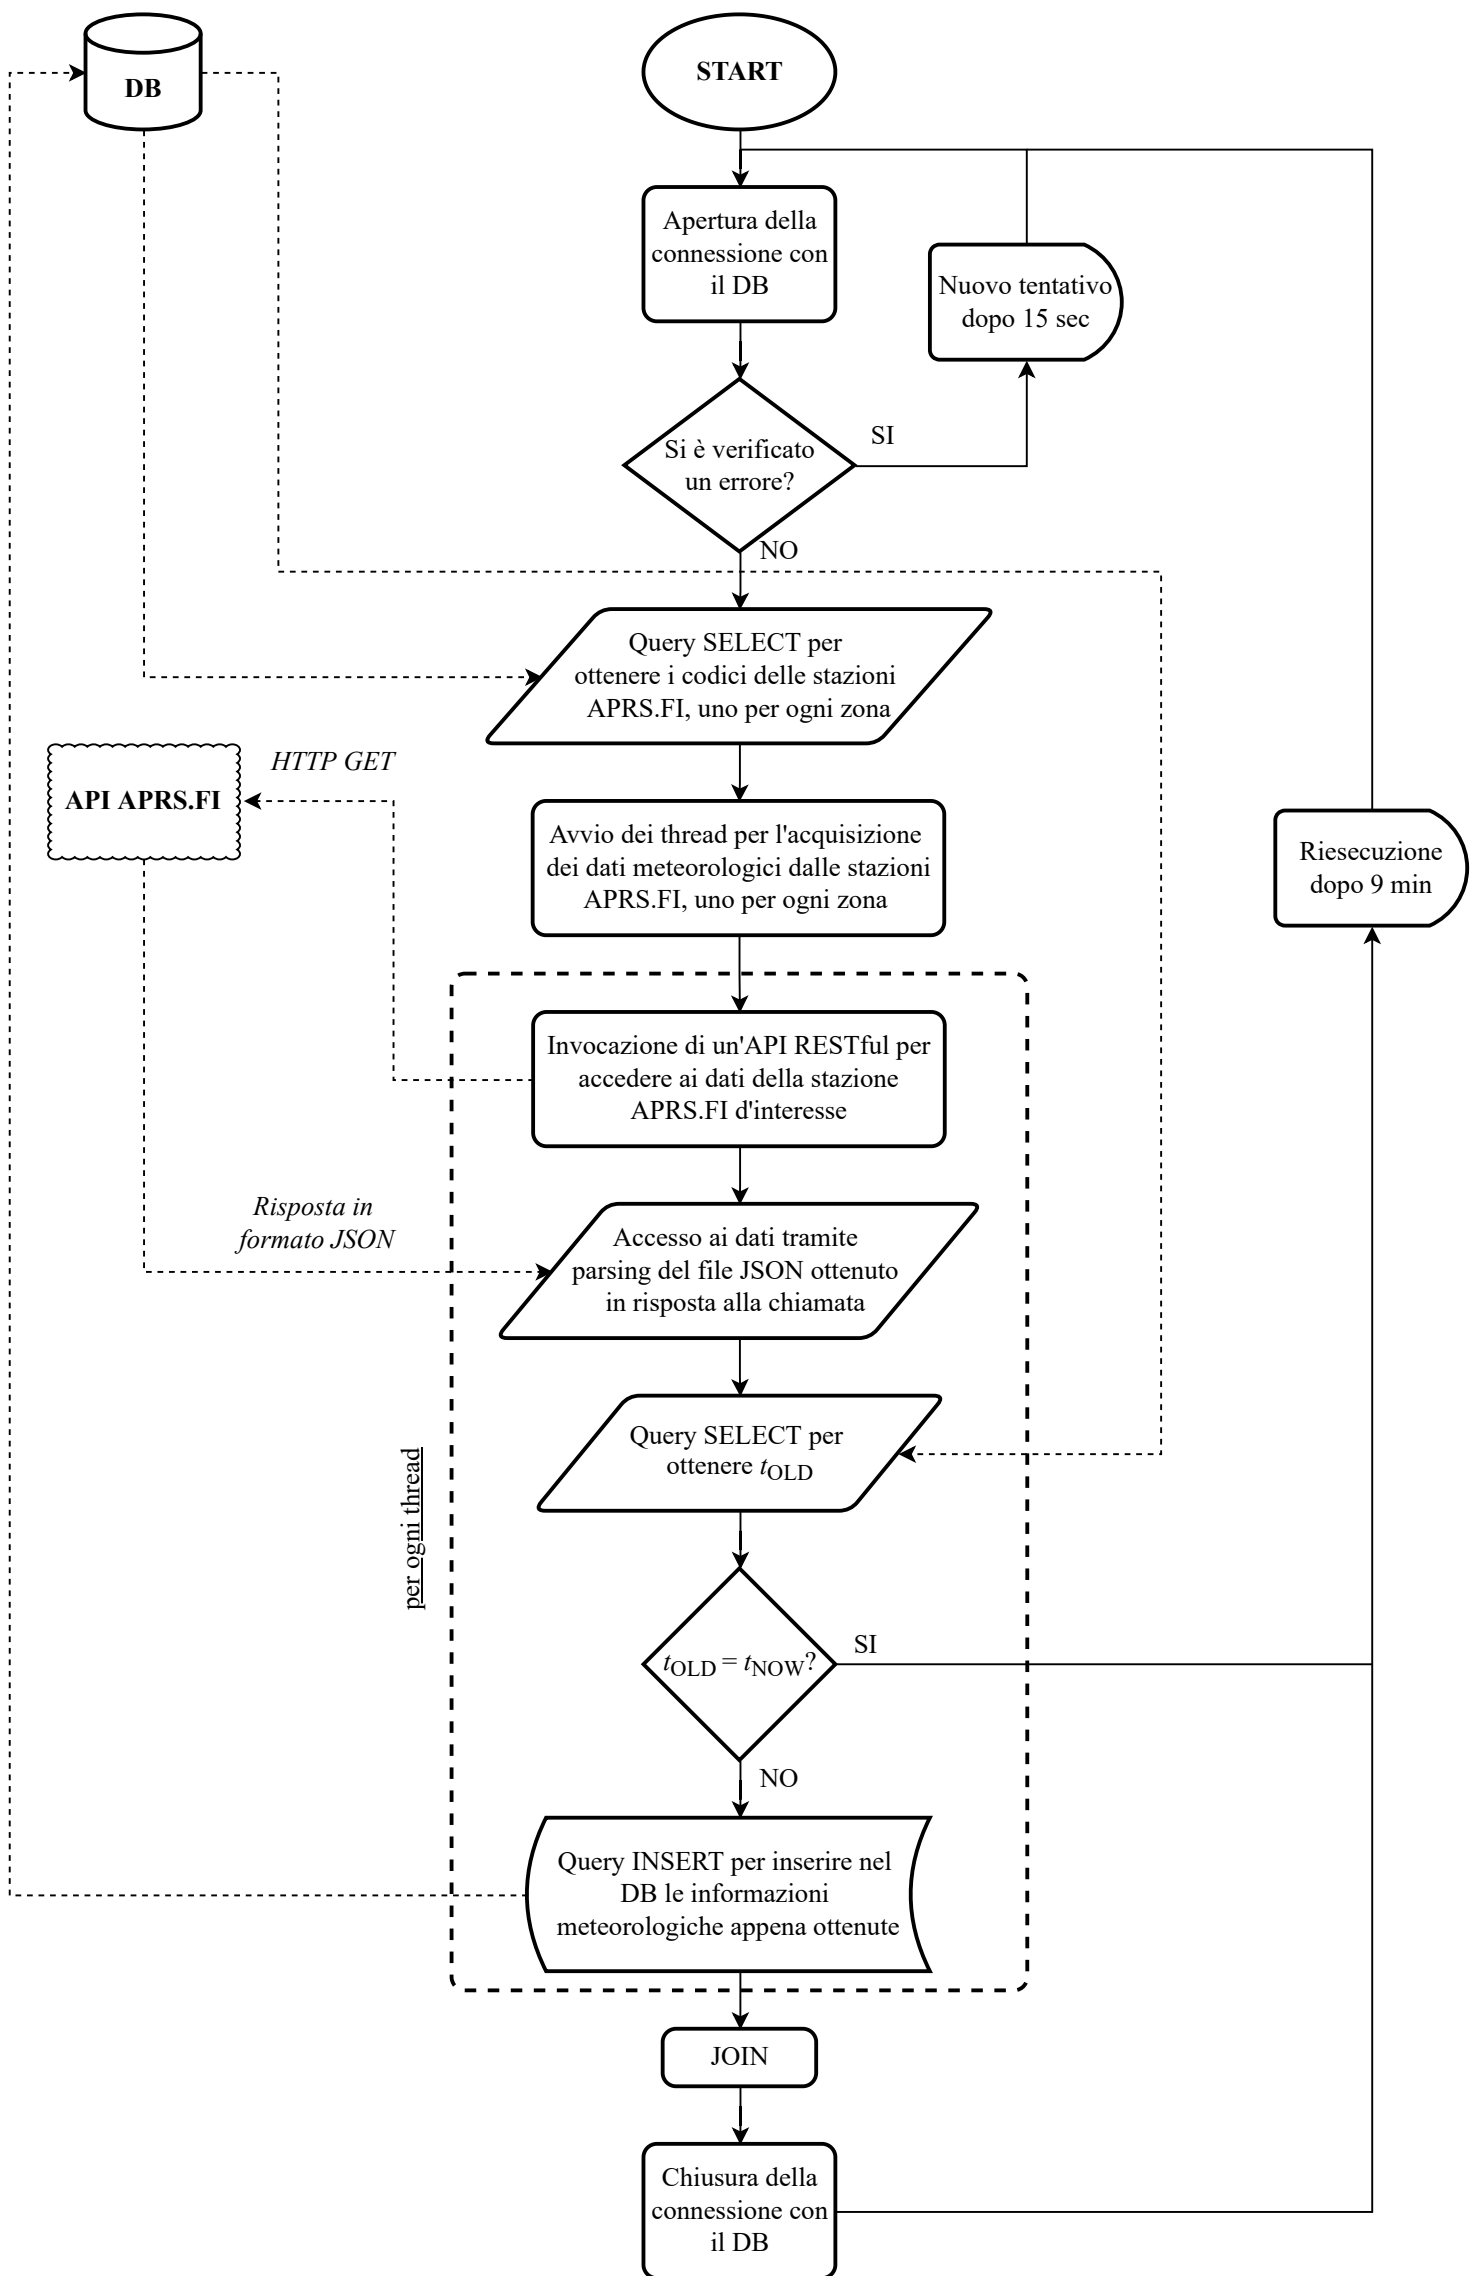 DB
START
Apertura della
connessione con
il DB
Nuovo tentativo
dopo 15 sec
Si è verificato
un errore?
SI
NO
Query SELECT per
ottenere i codici delle stazioni
APRS.FI, uno per ogni zona
API APRS.FI
HTTP GET
Avvio dei thread per l'acquisizione
dei dati meteorologici dalle stazioni
APRS.FI, uno per ogni zona
Riesecuzione
dopo 9 min
Invocazione di un'API RESTful per
accedere ai dati della stazione
APRS.FI d'interesse
Risposta in
formato JSON
Accesso ai dati tramite
parsing del file JSON ottenuto
in risposta alla chiamata
Query SELECT per
ottenere tOLD
per ogni thread
tOLD = tNOW?
SI
NO
Query INSERT per inserire nel
DB le informazioni
meteorologiche appena ottenute
JOIN
Chiusura della
connessione con
il DB